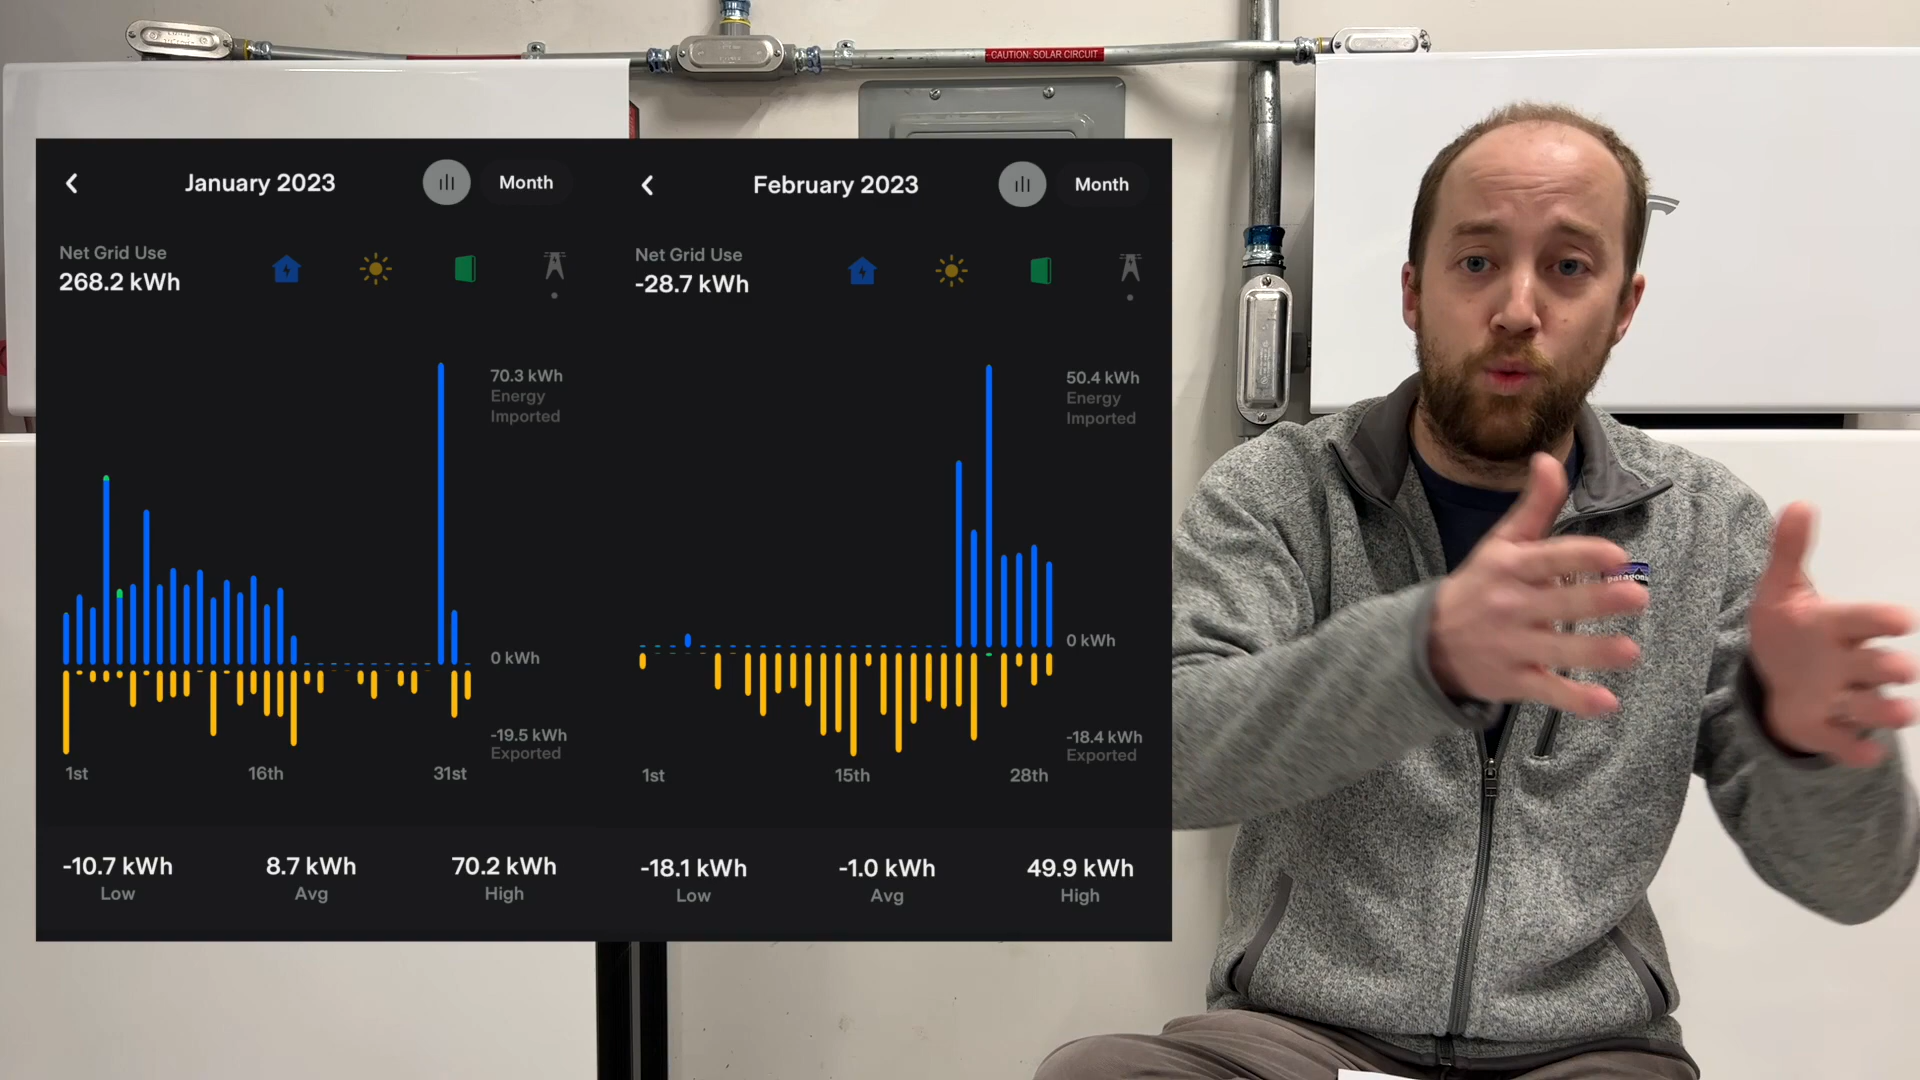 - CAUTION: SOLAR CIRCUIT
January 2023
Month
Net Grid Use
268.2 kWh
70.3 kWh
Energy
Imported
0 kWh
-19.5 kWh
Exported
1st
16th
31st
-10.7 kWh
Low
8.7 kWh
Avg
70.2 kWh
High
February 2023
Month
Net Grid Use
-28.7 kWh
50.4 kWh
Energy
Imported
0 kWh
-18.4 kWh
Exported
1st
15th
28th
-18.1 kWh
Low
-1.0 kWh
Avg
49.9 kWh
High
patagonia